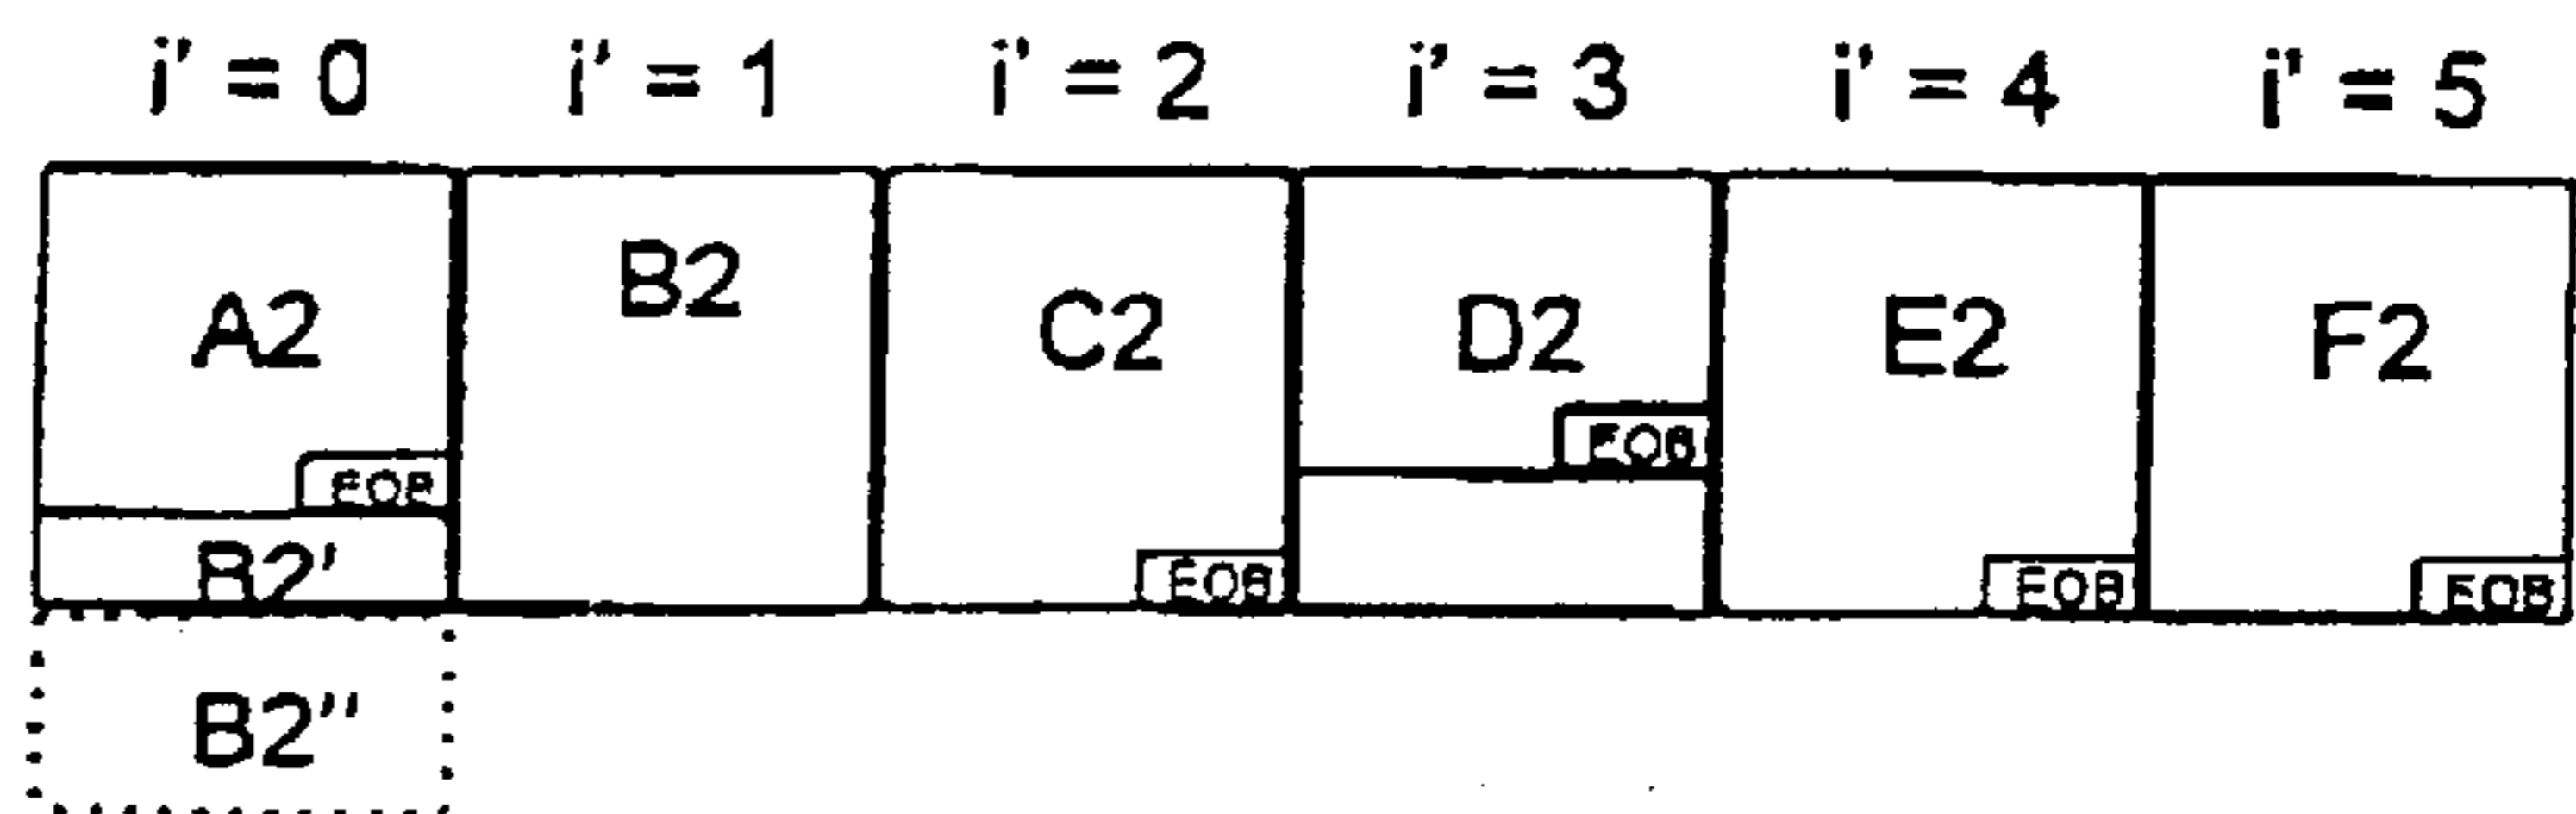 i' = 0 i' = 1 i' = 2 i' = 3 i' = 4 i' = 5
A2 B2 C2 D2 E2 F2
EOB EOB
B2' EOB EOB EOB
B2"